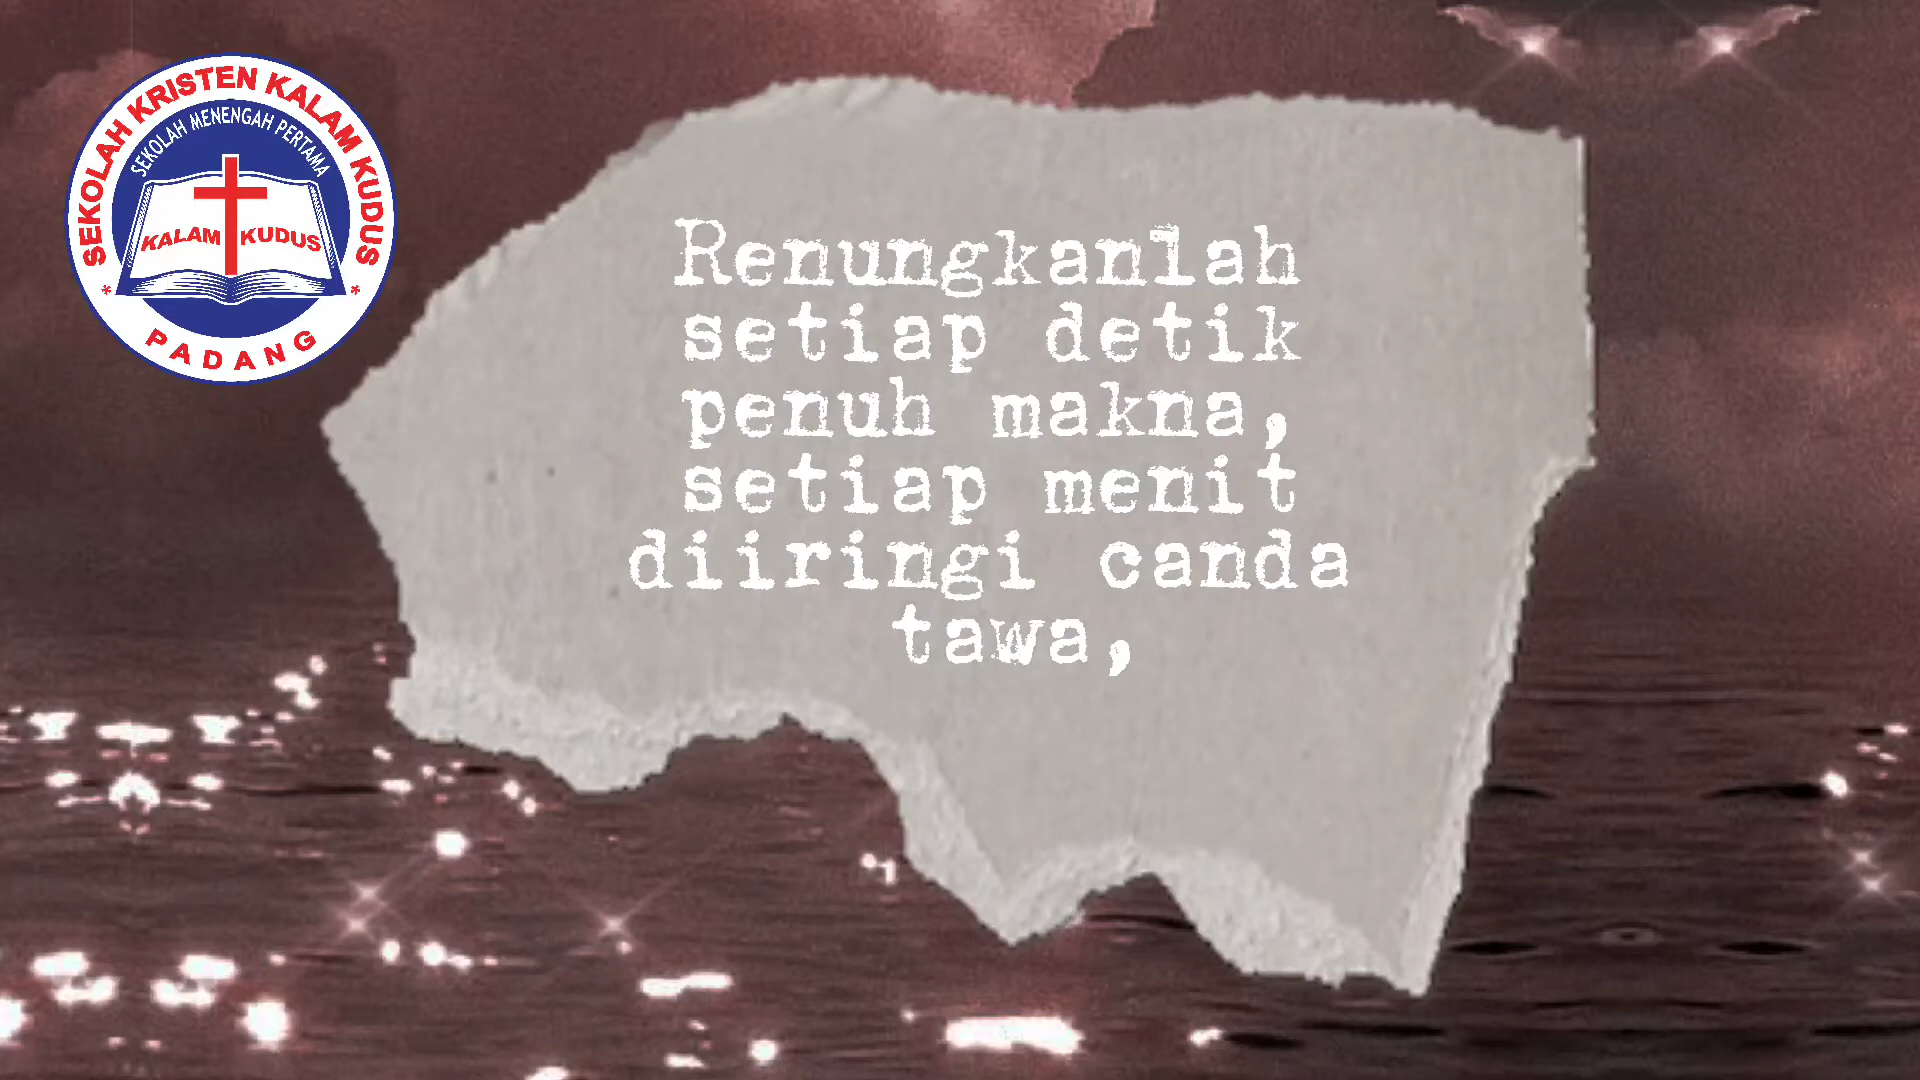 SEKOLAH KRISTEN KALAM KUDUS
SEKOLAH MENENGAH PERTAMA
KALAM KUDUS
* PADANG *
Renungkanlah
setiap detik
penuh makna,
setiap menit
diiringi canda
tawa,